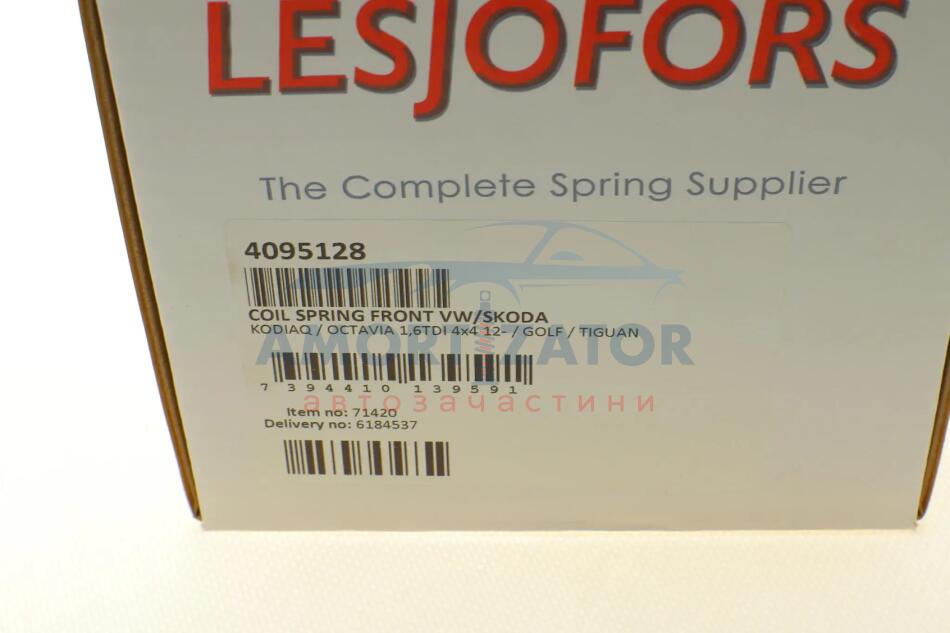 LESJOFORS
The Complete Spring Supplier
4095128
COIL SPRING FRONT VW/SKODA
KODIAQ / OCTAVIA 1,6TDI 4x4 12- / GOLF / TIGUAN
AMORTIZATOR
7 394410 139591
автозапчастини
Item no: 71420
Delivery no: 6184537